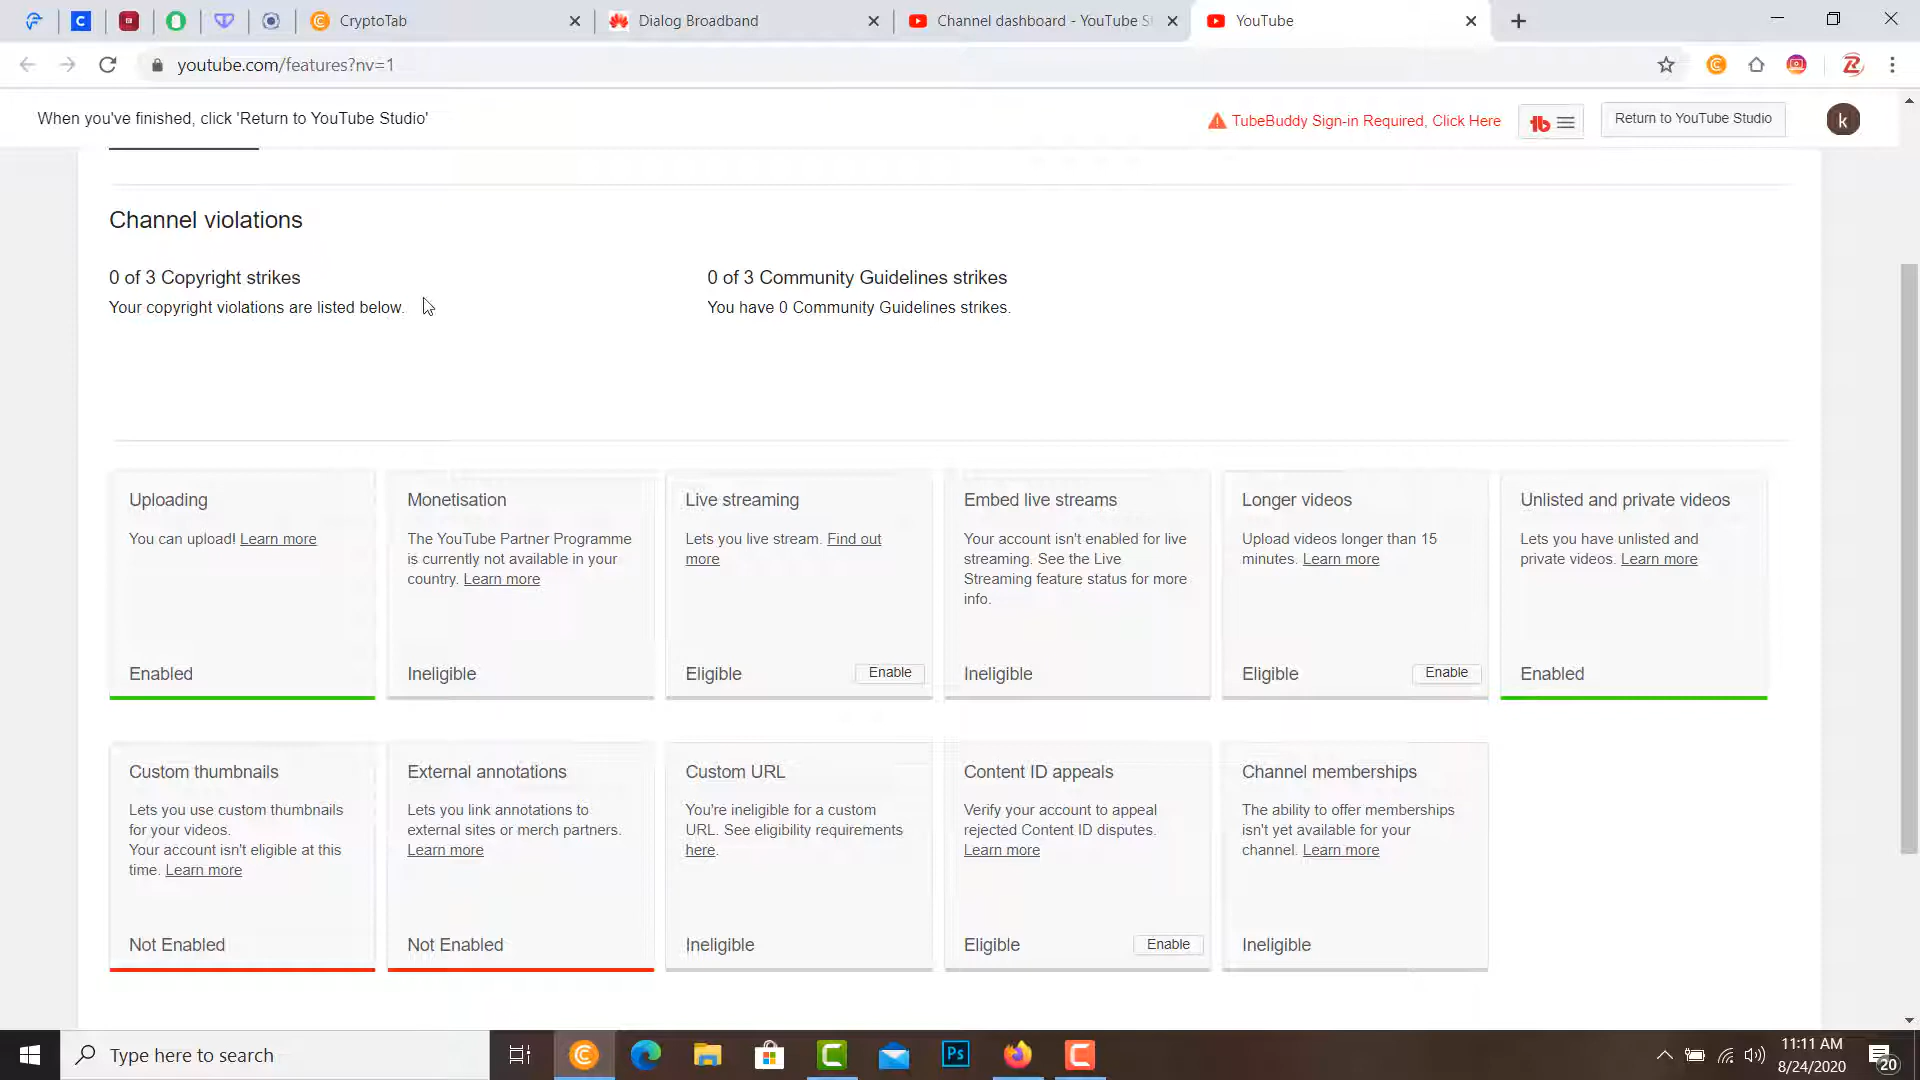 CryptoTab
Dialog Broadband
Channel dashboard - YouTube S
YouTube
youtube.com/features?nv=1
When you've finished, click 'Return to YouTube Studio'
TubeBuddy Sign-in Required, Click Here
Return to YouTube Studio
k
Channel violations
0 of 3 Copyright strikes
Your copyright violations are listed below.
0 of 3 Community Guidelines strikes
You have 0 Community Guidelines strikes.
Uploading
You can upload! Learn more
Enabled
Monetisation
The YouTube Partner Programme
is currently not available in your
country. Learn more
Ineligible
Live streaming
Lets you live stream. Find out
more
Eligible
Enable
Embed live streams
Your account isn't enabled for live
streaming. See the Live
Streaming feature status for more
info.
Ineligible
Longer videos
Upload videos longer than 15
minutes. Learn more
Eligible
Enable
Unlisted and private videos
Lets you have unlisted and
private videos. Learn more
Enabled
Custom thumbnails
Lets you use custom thumbnails
for your videos.
Your account isn't eligible at this
time. Learn more
Not Enabled
External annotations
Lets you link annotations to
external sites or merch partners.
Learn more
Not Enabled
Custom URL
You're ineligible for a custom
URL. See eligibility requirements
here.
Ineligible
Content ID appeals
Verify your account to appeal
rejected Content ID disputes.
Learn more
Eligible
Enable
Channel memberships
The ability to offer memberships
isn't yet available for your
channel. Learn more
Ineligible
Type here to search
Ps
11:11 AM
8/24/2020
20